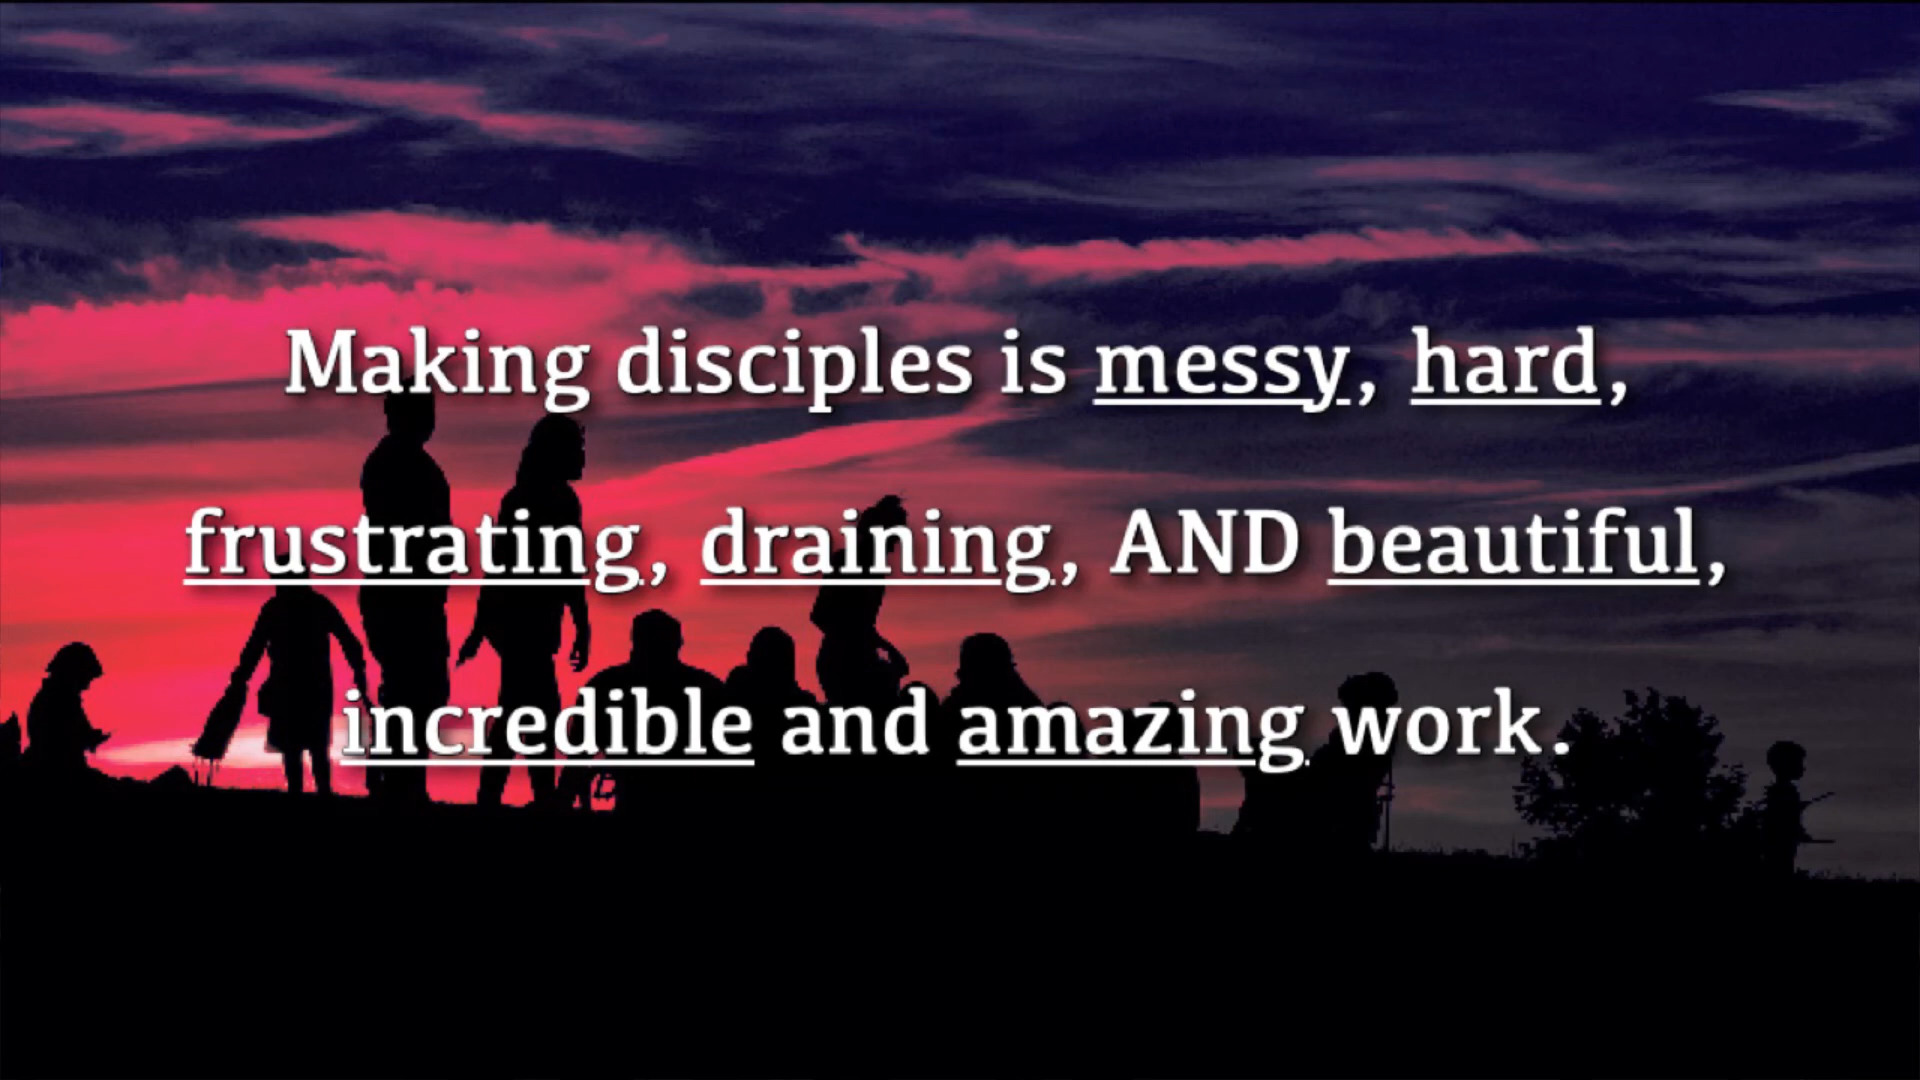 Making disciples is messy, hard,
frustrating, draining, AND beautiful,
incredible and amazing work.